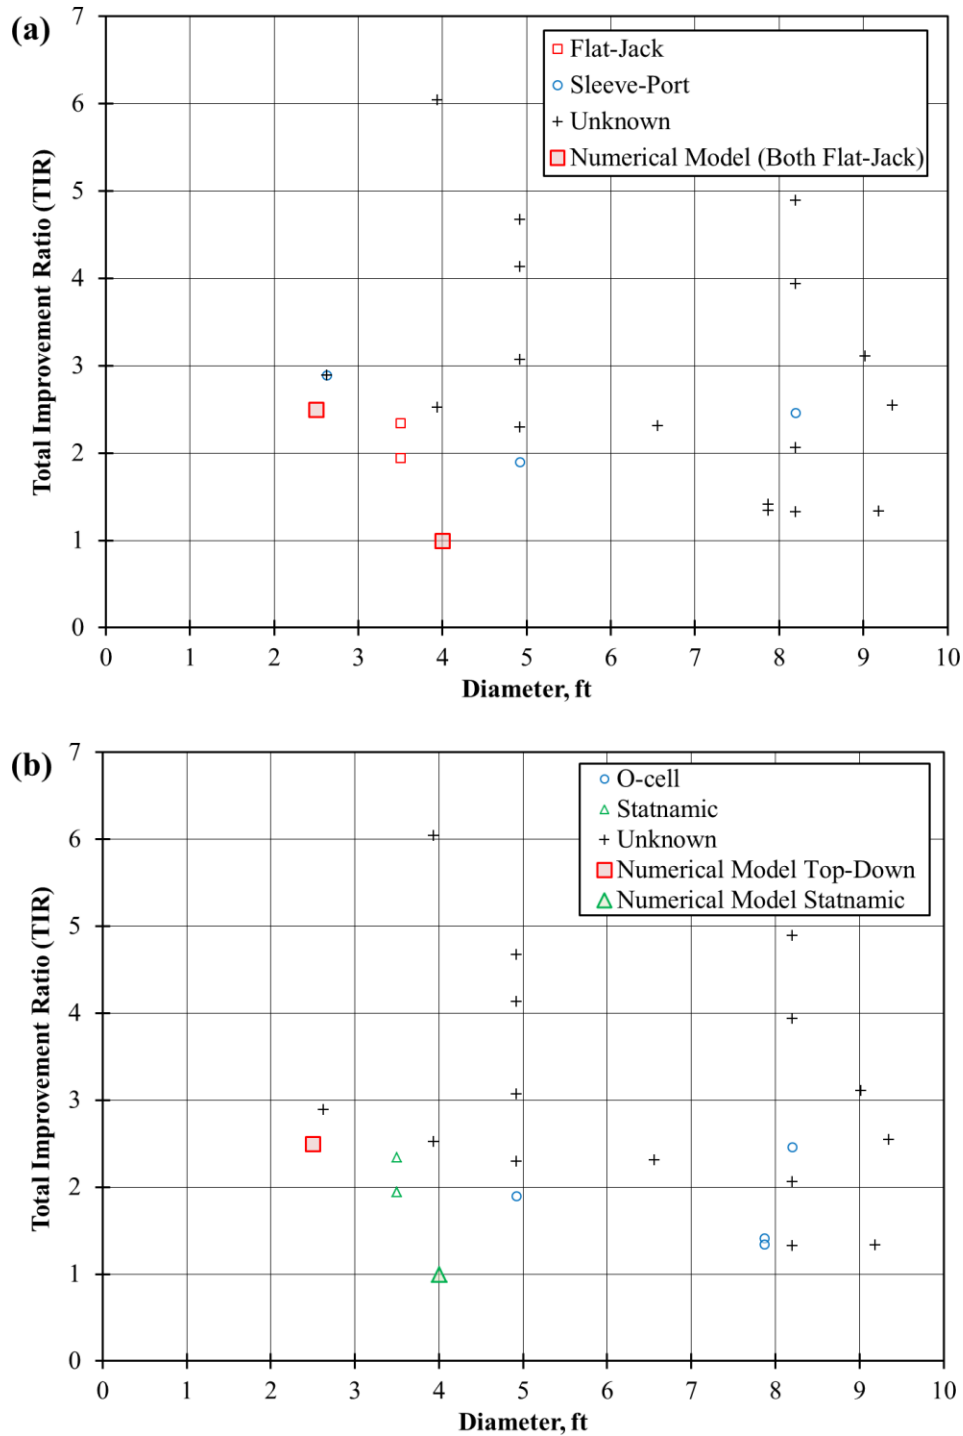 (a)
7
6
5
4
3
2
1
0
Total Improvement Ratio (TIR)
Flat-Jack
Sleeve-Port
Unknown
Numerical Model (Both Flat-Jack)
0 1 2 3 4 5 6 7 8 9 10
Diameter, ft
(b)
7
6
5
4
3
2
1
0
Total Improvement Ratio (TIR)
O-cell
Statnamic
Unknown
Numerical Model Top-Down
Numerical Model Statnamic
0 1 2 3 4 5 6 7 8 9 10
Diameter, ft